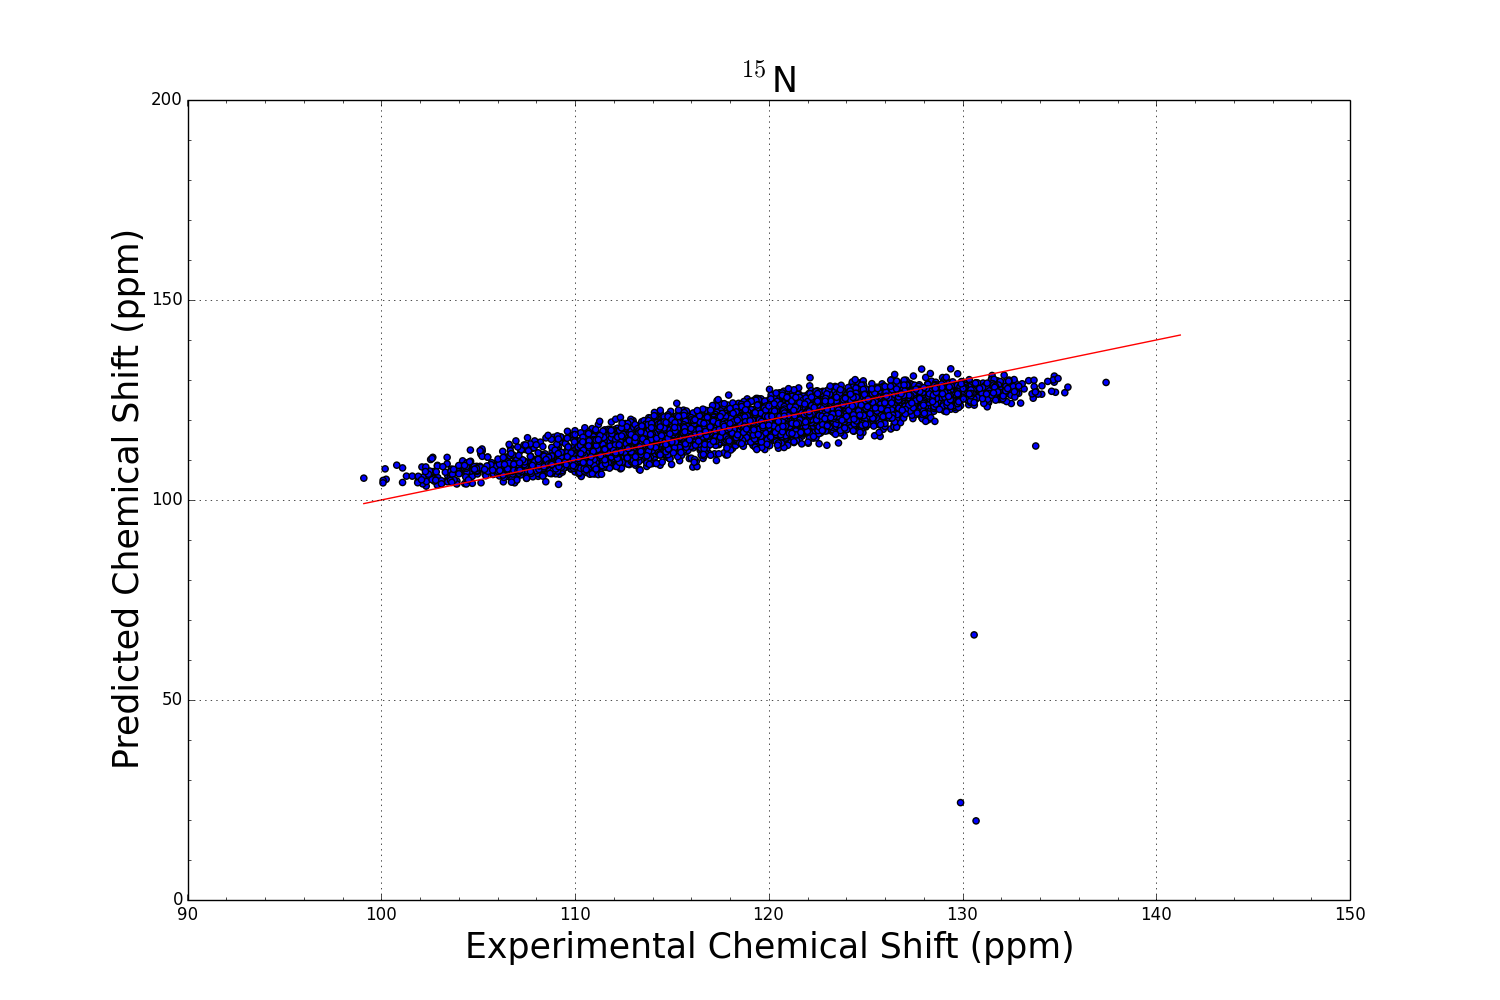 ¹⁵N
200
150
100
50
0
90 100 110 120 130 140 150
Predicted Chemical Shift (ppm)
Experimental Chemical Shift (ppm)